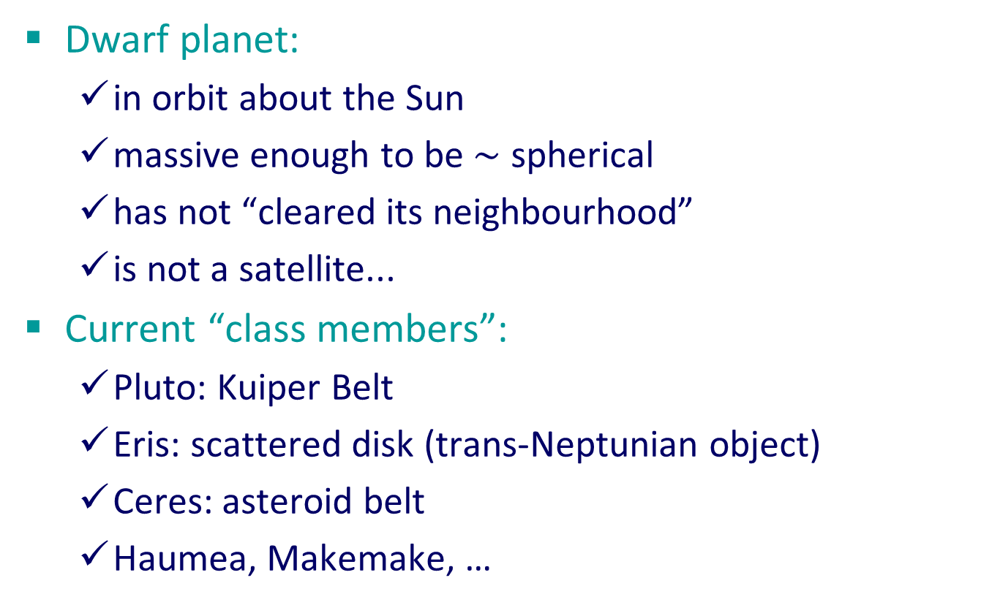 ▪ Dwarf planet:
✓ in orbit about the Sun
✓ massive enough to be ~ spherical
✓ has not “cleared its neighbourhood”
✓ is not a satellite...
▪ Current “class members”:
✓ Pluto: Kuiper Belt
✓ Eris: scattered disk (trans-Neptunian object)
✓ Ceres: asteroid belt
✓ Haumea, Makemake, …